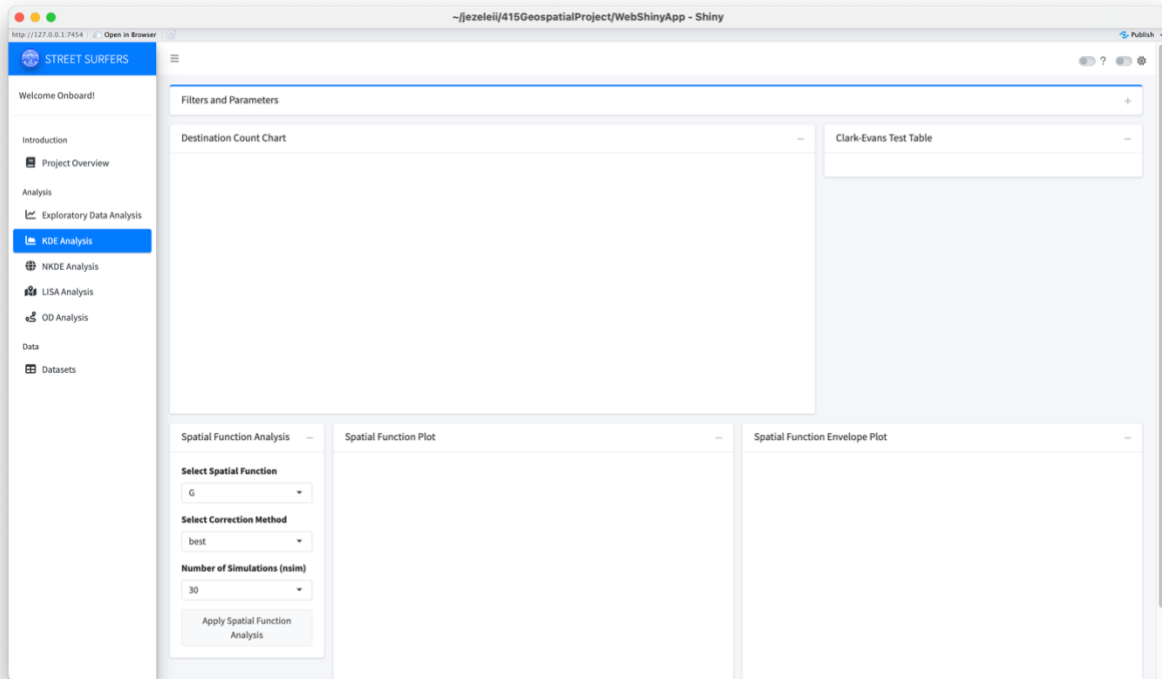 ~/jezeleii/415GeospatialProject/WebShinyApp - Shiny
http://127.0.0.1:7454 Open in Browser Publish
STREET SURFERS
?
Welcome Onboard!
Introduction
Project Overview
Analysis
Exploratory Data Analysis
KDE Analysis
NKDE Analysis
LISA Analysis
OD Analysis
Data
Datasets
Filters and Parameters
Destination Count Chart
Clark-Evans Test Table
Spatial Function Analysis
Select Spatial Function
G
Select Correction Method
best
Number of Simulations (nsim)
30
Apply Spatial Function
Analysis
Spatial Function Plot
Spatial Function Envelope Plot